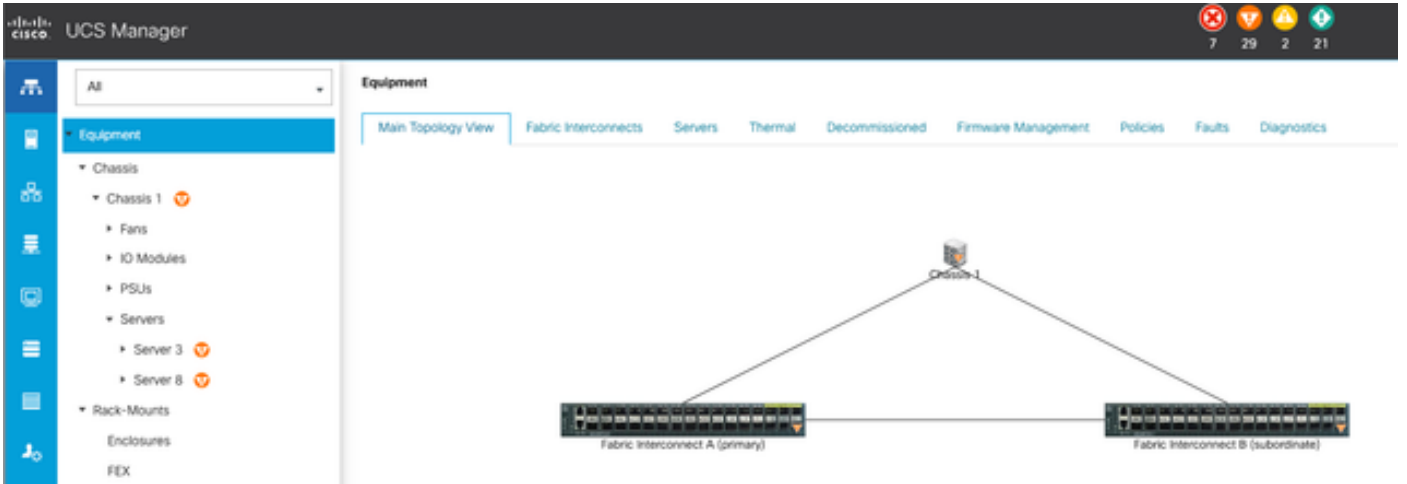 cisco UCS Manager
7 29 2 21
All
Equipment
Chassis
Chassis 1
Fans
IO Modules
PSUs
Servers
Server 3
Server 8
Rack-Mounts
Enclosures
FEX
Equipment
Main Topology View Fabric Interconnects Servers Thermal Decommissioned Firmware Management Policies Faults Diagnostics
Chassis 1
Fabric Interconnect A (primary) Fabric Interconnect B (subordinate)